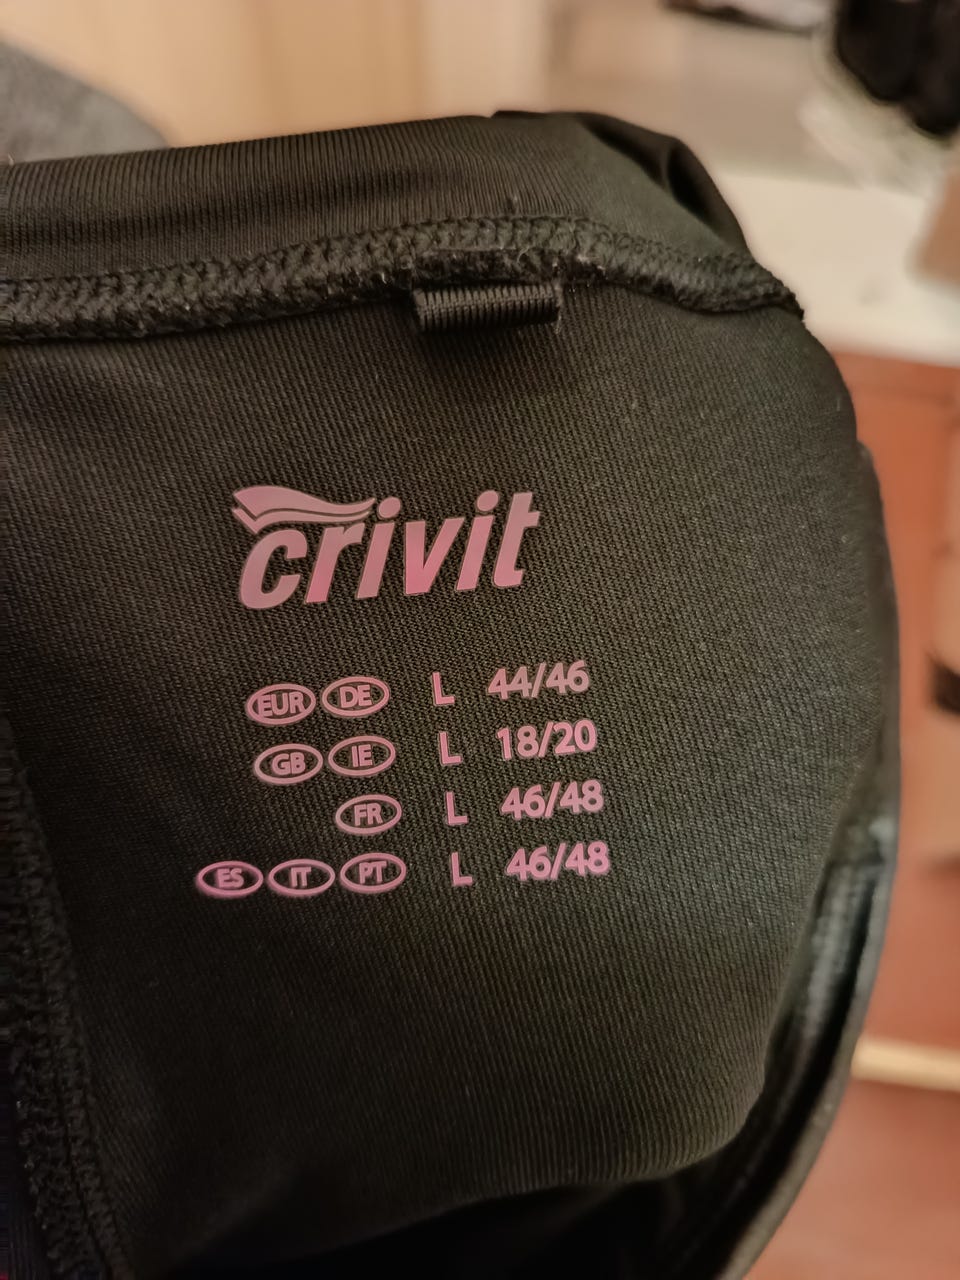 crivit
EUR DE L 44/46
GB IE L 18/20
FR L 46/48
ES IT PT L 46/48